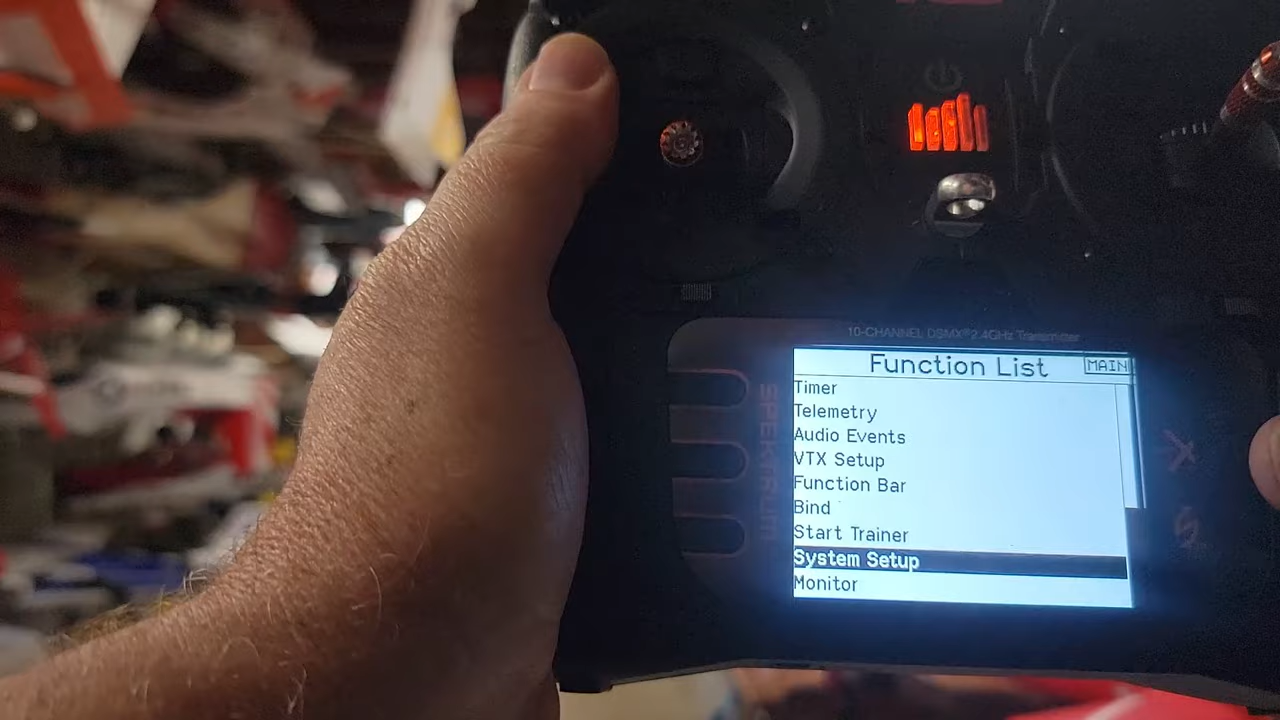 10-CHANNEL DSMX® 2.4GHz Transmitter
Function List
MAIN
Timer
Telemetry
Audio Events
VTX Setup
Function Bar
Bind
Start Trainer
System Setup
Monitor
SPEKTRUM